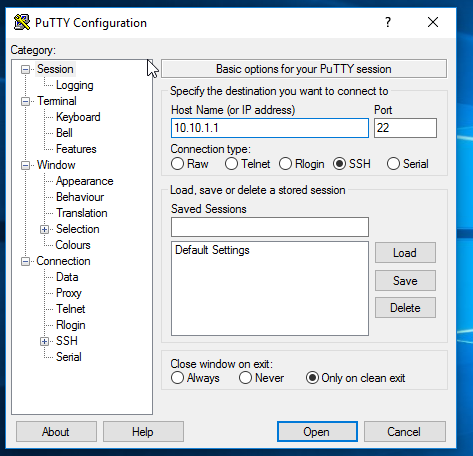 PuTTY Configuration
Category:
Session
Logging
Terminal
Keyboard
Bell
Features
Window
Appearance
Behaviour
Translation
Selection
Colours
Connection
Data
Proxy
Telnet
Rlogin
SSH
Serial
Basic options for your PuTTY session
Specify the destination you want to connect to
Host Name (or IP address) Port
10.10.1.1 22
Connection type:
Raw Telnet Rlogin SSH Serial
Load, save or delete a stored session
Saved Sessions
Default Settings
Load
Save
Delete
Close window on exit:
Always Never Only on clean exit
About Help Open Cancel